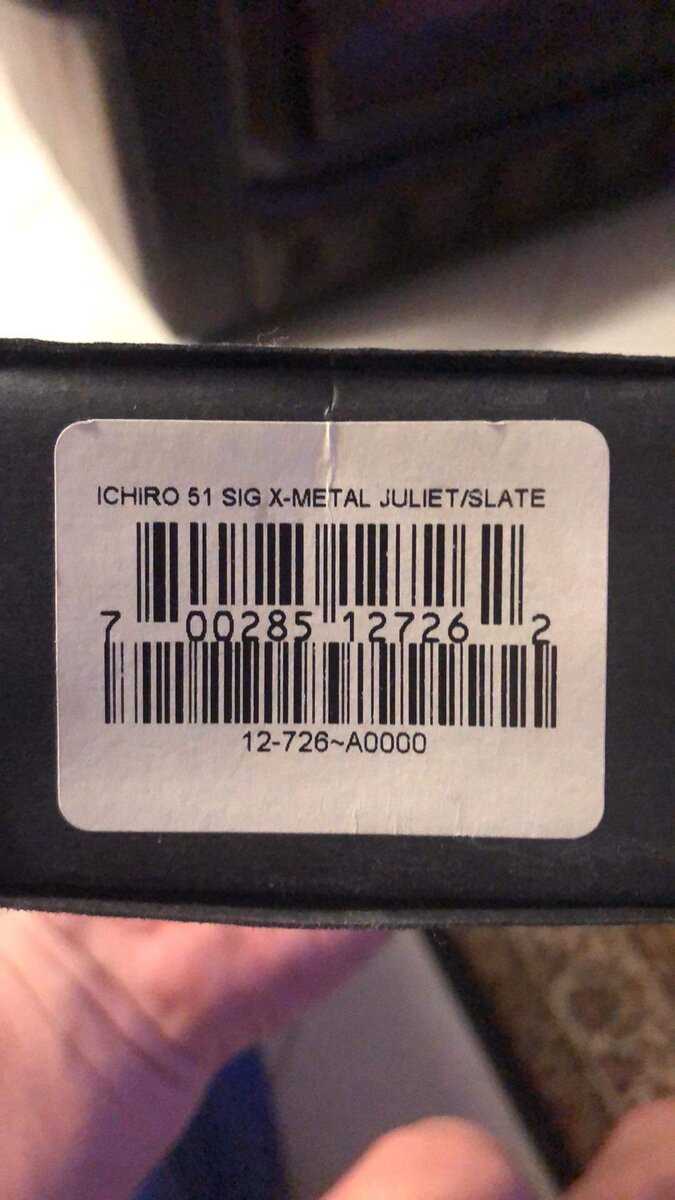 ICHIRO 51 SIG X-METAL JULIET/SLATE
7 00285 12726 2
12-726~A0000